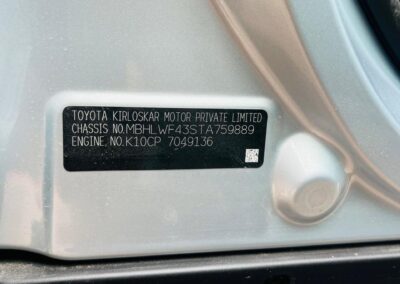 TOYOTA KIRLOSKAR MOTOR PRIVATE LIMITED
CHASSIS NO.MBHLWF43STA759889
ENGINE NO.K10CP 7049136